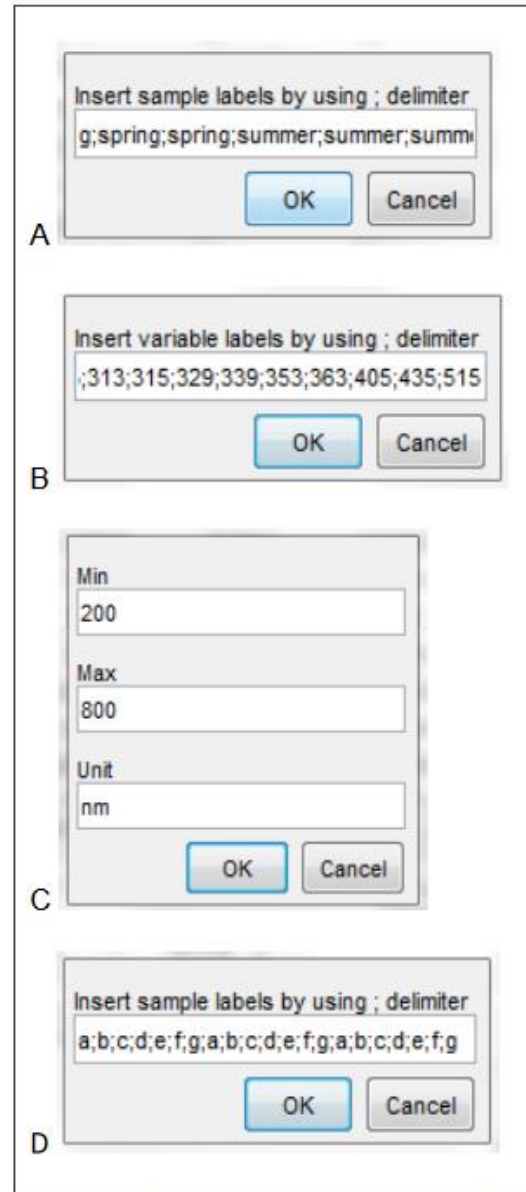 Insert sample labels by using ; delimiter
g;spring;spring;summer;summer;summe
OK Cancel
A
Insert variable labels by using ; delimiter
;313;315;329;339;353;363;405;435;515
OK Cancel
B
Min
200
Max
800
Unit
nm
OK Cancel
C
Insert sample labels by using ; delimiter
a;b;c;d;e;f;g;a;b;c;d;e;f;g;a;b;c;d;e;f;g
OK Cancel
D